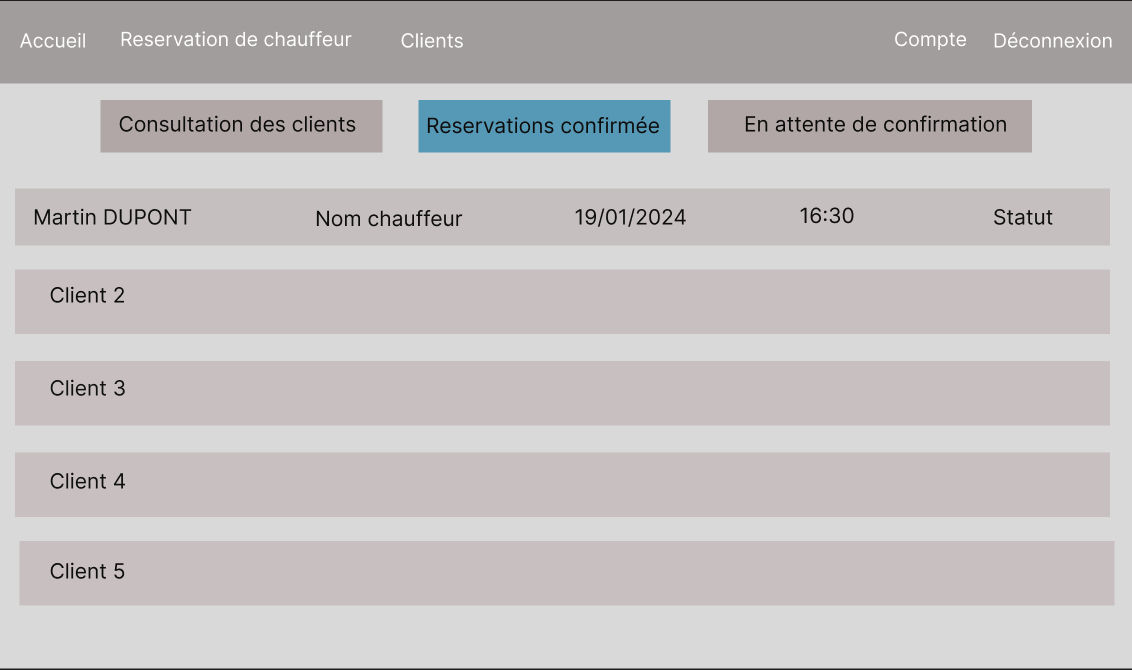 Accueil Reservation de chauffeur Clients Compte Déconnexion
Consultation des clients Reservations confirmée En attente de confirmation
Martin DUPONT Nom chauffeur 19/01/2024 16:30 Statut
Client 2
Client 3
Client 4
Client 5